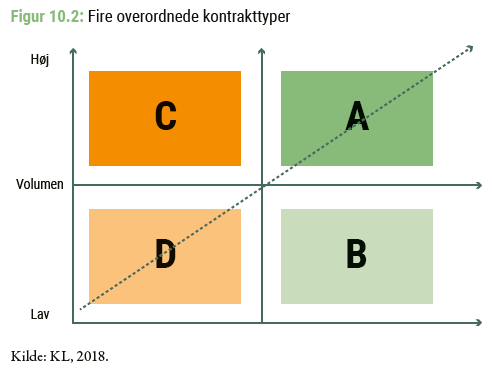 Figur 10.2: Fire overordnede kontrakttyper
Høj
C
A
Volumen
D
B
Lav
Kilde: KL, 2018.